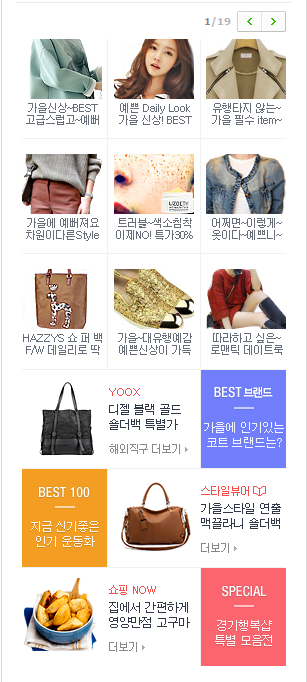 1/19
가을신상~BEST
고급스럽고~예뻐
예쁜 Daily Look
가을 신상! BEST
유행타지 않는~
가을 필수 item~
가을에 예뻐져요
차원이다른Style
트러블~색소침착
이제NO! 특가30%
어쩌면~이렇게~
옷이다~예쁘니~
HAZZYS 쇼퍼백
F/W 데일리로 딱
가을~대유행예감
예쁜신상이 가득
따라하고 싶은~
로맨틱 데이트룩
YOOX
디젤 블랙 골드
숄더백 특별가
해외직구 더보기
BEST 브랜드
가을에 인기있는
코트 브랜드는?
BEST 100
지금 신기좋은
인기 운동화
스타일뷰어
가을스타일 연출
맥끌라니 숄더백
더보기
쇼핑 NOW
집에서 간편하게
영양만점 고구마
더보기
SPECIAL
경기행복샵
특별 모음전